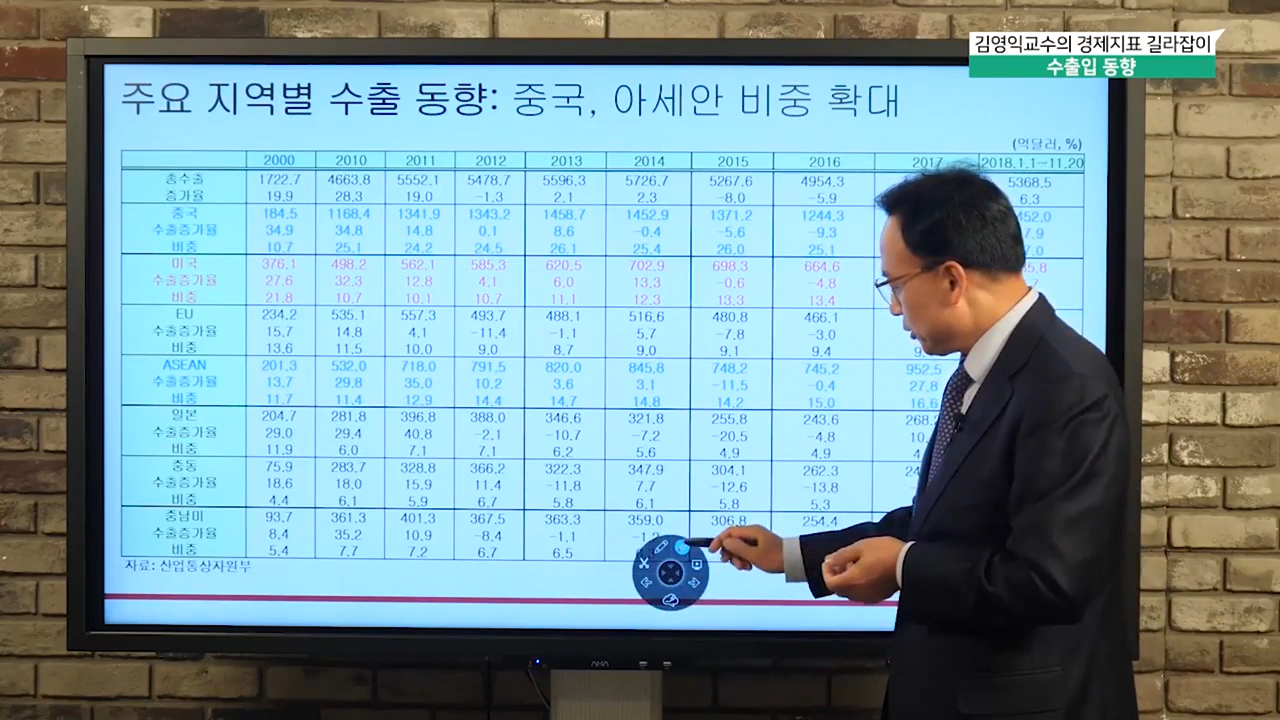 김영익교수의 경제지표 길라잡이
수출입 동향
주요 지역별 수출 동향: 중국, 아세안 비중 확대
(억달러, %)
2000 2010 2011 2012 2013 2014 2015 2016 2017 2018.1.1~11.20
총수출 1722.7 4663.8 5552.1 5478.7 5596.3 5726.7 5267.6 4954.3 5368.5
증가율 19.9 28.3 19.0 -1.3 2.1 2.3 -8.0 -5.9 6.3
중국 184.5 1168.4 1341.9 1343.2 1458.7 1452.9 1371.2 1244.3 452.0
수출증가율 34.9 34.8 14.8 0.1 8.6 -0.4 -5.6 -9.3 7.9
비중 10.7 25.1 24.2 24.5 26.1 25.4 26.0 25.1 7.0
미국 376.1 498.2 562.1 585.3 620.5 702.9 698.3 664.6 5.8
수출증가율 27.6 32.3 12.8 4.1 6.0 13.3 -0.6 -4.8
비중 21.8 10.7 10.1 10.7 11.1 12.3 13.3 13.4
EU 234.2 535.1 557.3 493.7 488.1 516.6 480.8 466.1
수출증가율 15.7 14.8 4.1 -11.4 -1.1 5.7 -7.8 -3.0
비중 13.6 11.5 10.0 9.0 8.7 9.0 9.1 9.4 9.
ASEAN 201.3 532.0 718.0 791.5 820.0 845.8 748.2 745.2 952.5
수출증가율 13.7 29.8 35.0 10.2 3.6 3.1 -11.5 -0.4 27.8
비중 11.7 11.4 12.9 14.4 14.7 14.8 14.2 15.0 16.6
일본 204.7 281.8 396.8 388.0 346.6 321.8 255.8 243.6 268.
수출증가율 29.0 29.4 40.8 -2.1 -10.7 -7.2 -20.5 -4.8 10.
비중 11.9 6.0 7.1 7.1 6.2 5.6 4.9 4.9 4.
중동 75.9 283.7 328.8 366.2 322.3 347.9 304.1 262.3 24
수출증가율 18.6 18.0 15.9 11.4 -11.8 7.7 -12.6 -13.8
비중 4.4 6.1 5.9 6.7 5.8 6.1 5.8 5.3
중남미 93.7 361.3 401.3 367.5 363.3 359.0 306.8 254.4
수출증가율 8.4 35.2 10.9 -8.4 -1.1
비중 5.4 7.7 7.2 6.7 6.5
자료: 산업통상자원부
AHA